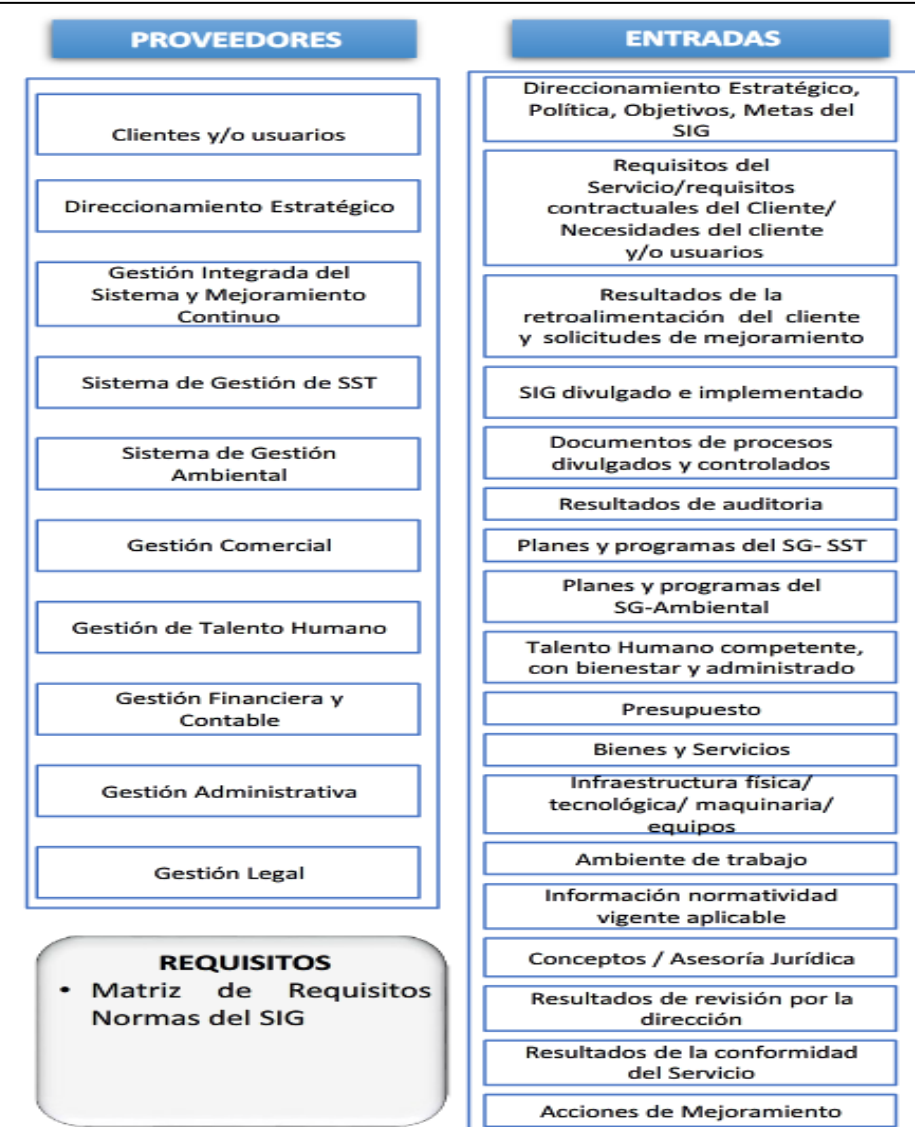 PROVEEDORES
Clientes y/o usuarios
Direccionamiento Estratégico
Gestión Integrada del
Sistema y Mejoramiento
Continuo
Sistema de Gestión de SST
Sistema de Gestión
Ambiental
Gestión Comercial
Gestión de Talento Humano
Gestión Financiera y
Contable
Gestión Administrativa
Gestión Legal
REQUISITOS
• Matriz de Requisitos
Normas del SIG
ENTRADAS
Direccionamiento Estratégico,
Política, Objetivos, Metas del
SIG
Requisitos del
Servicio/requisitos
contractuales del Cliente/
Necesidades del cliente
y/o usuarios
Resultados de la
retroalimentación del cliente
y solicitudes de mejoramiento
SIG divulgado e implementado
Documentos de procesos
divulgados y controlados
Resultados de auditoria
Planes y programas del SG- SST
Planes y programas del
SG-Ambiental
Talento Humano competente,
con bienestar y administrado
Presupuesto
Bienes y Servicios
Infraestructura física/
tecnológica/ maquinaria/
equipos
Ambiente de trabajo
Información normatividad
vigente aplicable
Conceptos / Asesoría Jurídica
Resultados de revisión por la
dirección
Resultados de la conformidad
del Servicio
Acciones de Mejoramiento